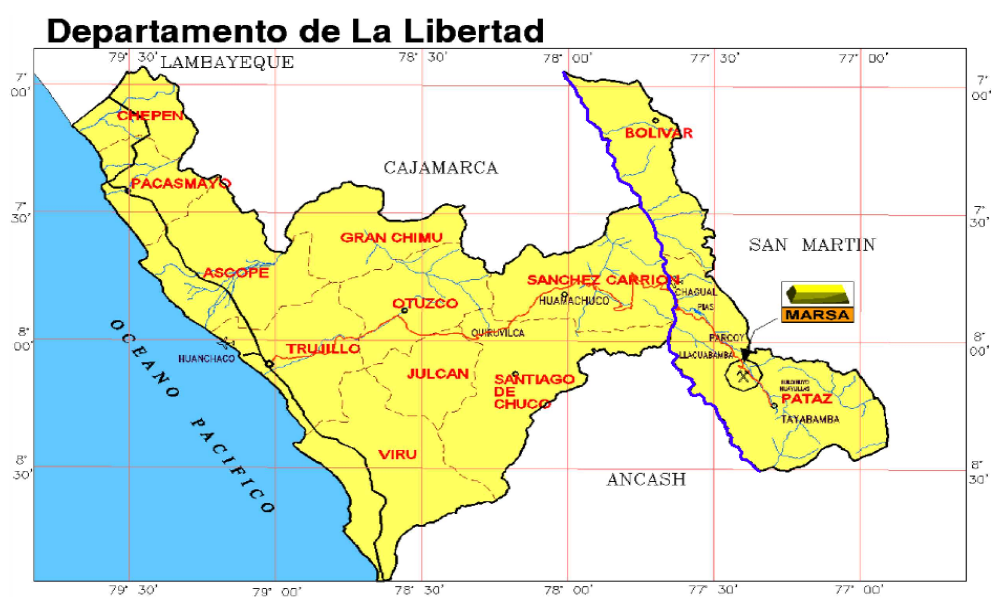 Departamento de La Libertad
79° 30'
79° 00'
78° 30'
78° 00'
77° 30'
77° 00'
LAMBAYEQUE
7°
00'
7°
00'
CHEPEN
BOLIVAR
CAJAMARCA
PACASMAYO
7°
30'
7°
30'
GRAN CHIMU
SAN MARTIN
ASCOPE
SANCHEZ CARRION
CHAGUAL
HUAMACHUCO
OTUZCO
PIAS
MARSA
QUIRUVILCA
PARCOY
8°
00'
8°
00'
HUANCHACO
TRUJILLO
LLACUABAMBA
OCEANO PACIFICO
JULCAN
SANTIAGO
DE
CHUCO
PATAZ
TAYABAMBA
VIRU
8°
30'
8°
30'
ANCASH
79° 30'
79° 00'
78° 30'
78° 00'
77° 30'
77° 00'